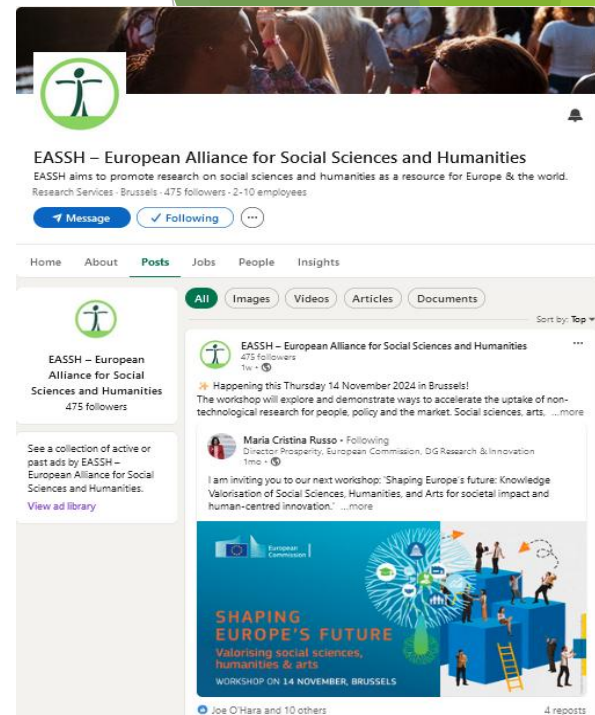 EASSH – European Alliance for Social Sciences and Humanities
EASSH aims to promote research on social sciences and humanities as a resource for Europe & the world.
Research Services · Brussels · 475 followers · 2-10 employees
Message
Following
Home About Posts Jobs People Insights
EASSH – European
Alliance for Social
Sciences and Humanities
475 followers
See a collection of active or
past ads by EASSH –
European Alliance for Social
Sciences and Humanities.
View ad library
All Images Videos Articles Documents
Sort by: Top
EASSH – European Alliance for Social Sciences and Humanities
475 followers
1w •
Happening this Thursday 14 November 2024 in Brussels!
The workshop will explore and demonstrate ways to accelerate the uptake of non-
technological research for people, policy and the market. Social sciences, arts, ...more
Maria Cristina Russo • Following
Director Prosperity, European Commission, DG Research & Innovation
1mo •
I am inviting you to our next workshop: 'Shaping Europe's future: Knowledge
Valorisation of Social Sciences, Humanities, and Arts for societal impact and
human-centred innovation.' ...more
European
Commission
SHAPING
EUROPE'S FUTURE
Valorising social sciences,
humanities & arts
WORKSHOP ON 14 NOVEMBER, BRUSSELS
Joe O'Hara and 10 others
4 reposts